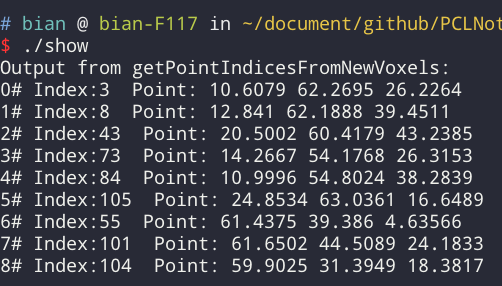 # bian @ bian-F117 in ~/document/github/PCLNot
$ ./show
Output from getPointIndicesFromNewVoxels:
0# Index:3  Point: 10.6079 62.2695 26.2264
1# Index:8  Point: 12.841 62.1888 39.4511
2# Index:43  Point: 20.5002 60.4179 43.2385
3# Index:73  Point: 14.2667 54.1768 26.3153
4# Index:84  Point: 10.9996 54.8024 38.2839
5# Index:105  Point: 24.8534 63.0361 16.6489
6# Index:55  Point: 61.4375 39.386 4.63566
7# Index:101  Point: 61.6502 44.5089 24.1833
8# Index:104  Point: 59.9025 31.3949 18.3817